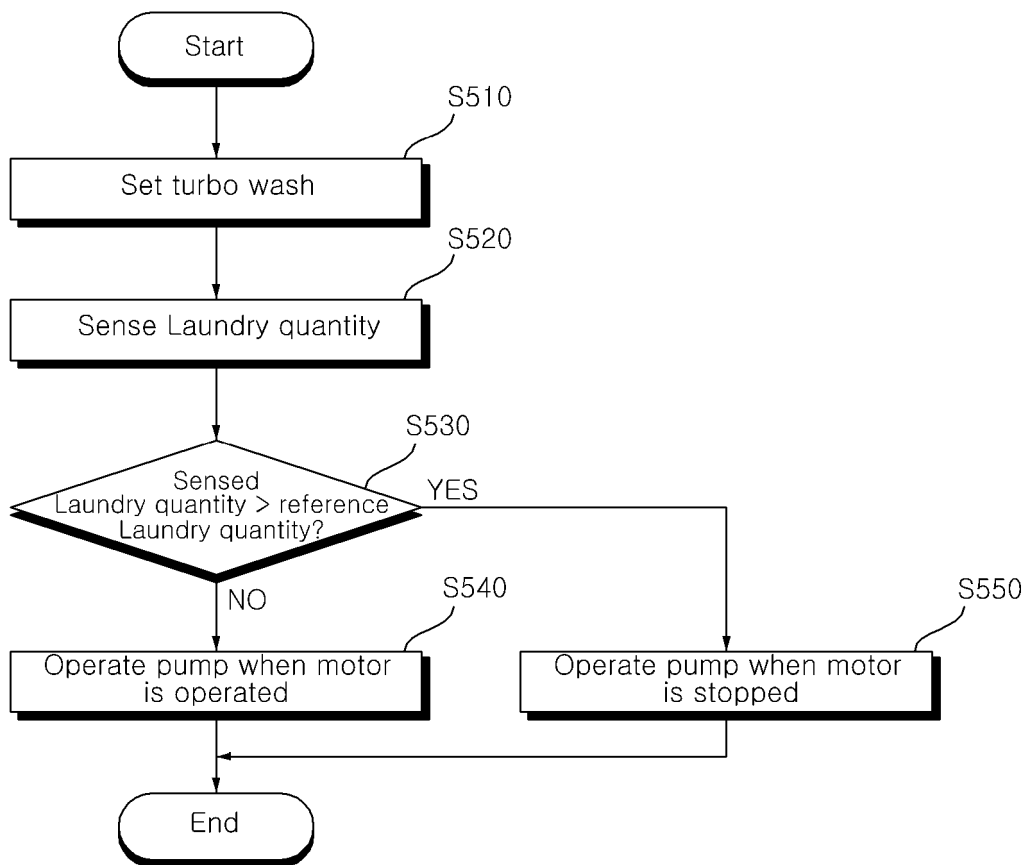 Start
S510
Set turbo wash
S520
Sense Laundry quantity
S530
Sensed
Laundry quantity > reference
Laundry quantity?
YES
NO
S540
Operate pump when motor
is operated
S550
Operate pump when motor
is stopped
End